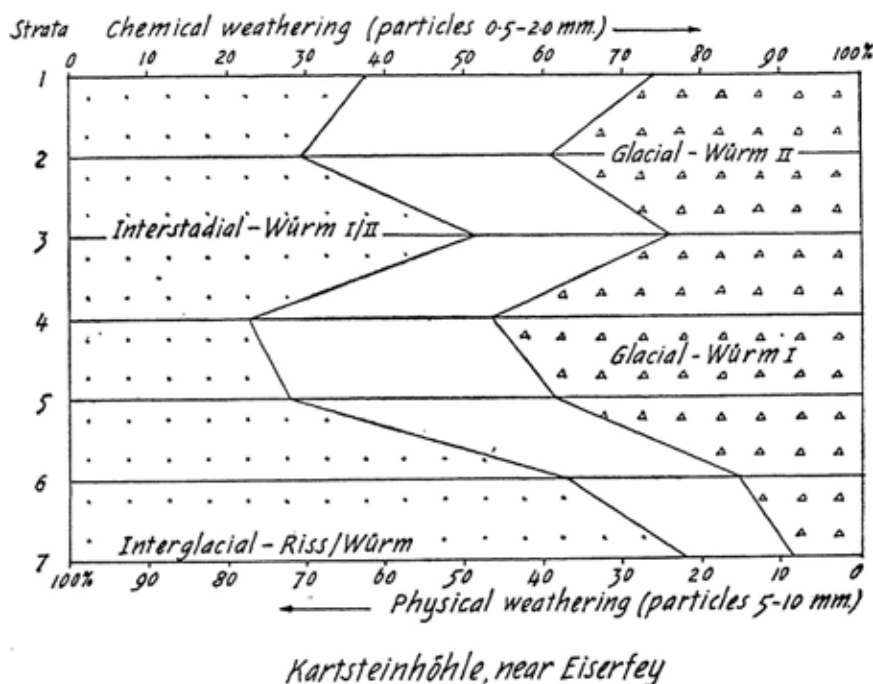 Strata Chemical weathering (particles 0·5-2·0 mm.)
0 10 20 30 40 50 60 70 80 90 100%
1
2 Glacial - Würm II
3 Interstadial - Würm I/II
4
Glacial - Würm I
5
6
Interglacial - Riss/Würm
7
100% 90 80 70 60 50 40 30 20 10 0
Physical weathering (particles 5-10 mm.)
Kartsteinhöhle, near Eiserfey